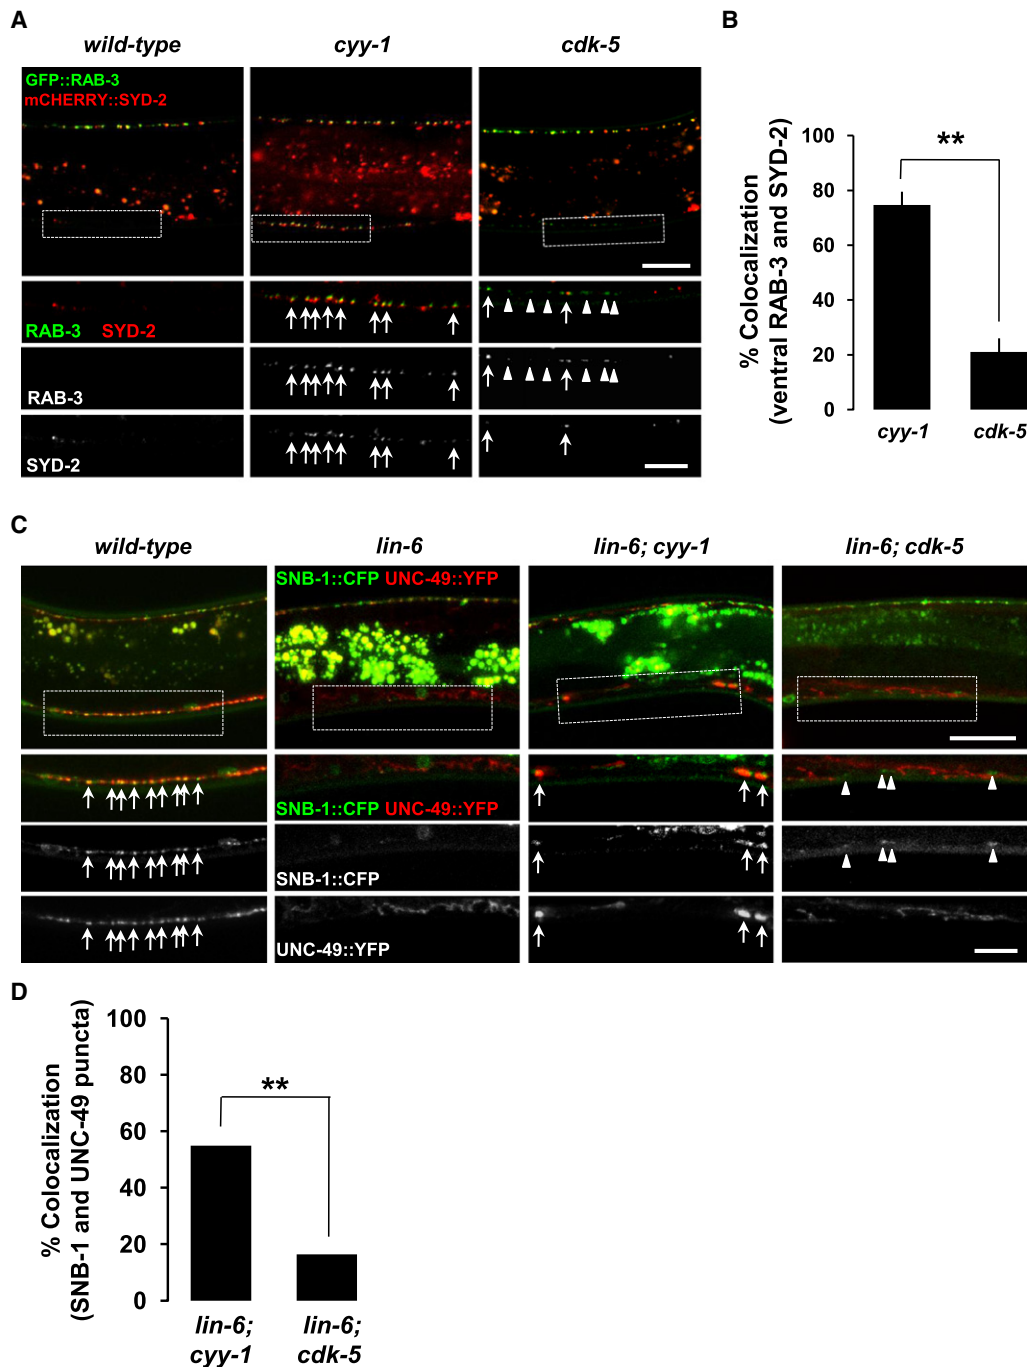 A
wild-type
cyy-1
cdk-5
GFP::RAB-3
mCHERRY::SYD-2
RAB-3 SYD-2
RAB-3
SYD-2
B
% Colocalization
(ventral RAB-3 and SYD-2)
100
80
60
40
20
0
**
cyy-1
cdk-5
C
wild-type
lin-6
lin-6; cyy-1
lin-6; cdk-5
SNB-1::CFP UNC-49::YFP
SNB-1::CFP UNC-49::YFP
SNB-1::CFP
UNC-49::YFP
D
% Colocalization
(SNB-1 and UNC-49 puncta)
100
80
60
40
20
0
**
lin-6;
cyy-1
lin-6;
cdk-5